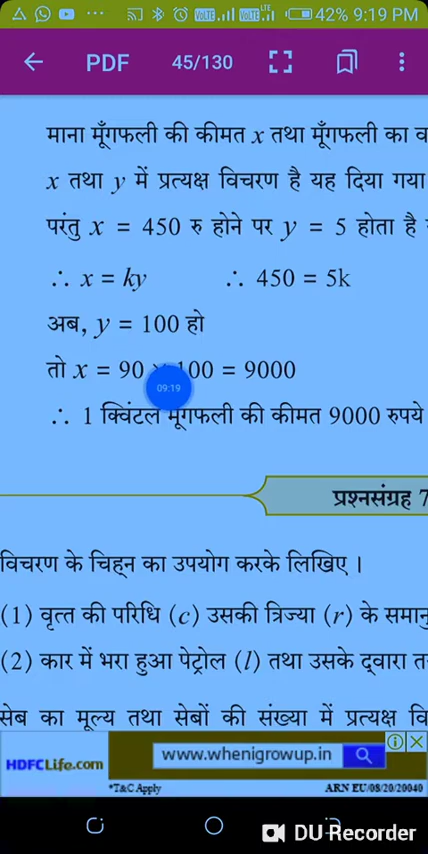 42% 9:19 PM
PDF 45/130
माना मूँगफली की कीमत x तथा मूँगफली का व
x तथा y में प्रत्यक्ष विचरण है यह दिया गया
परंतु x = 450 रु होने पर y = 5 होता है
∴ x = ky ∴ 450 = 5k
अब, y = 100 हो
तो x = 90 × 100 = 9000
09:19
∴ 1 क्विंटल मूँगफली की कीमत 9000 रुपये
प्रश्नसंग्रह 7
विचरण के चिह्न का उपयोग करके लिखिए ।
(1) वृत्त की परिधि (c) उसकी त्रिज्या (r) के समानु
(2) कार में भरा हुआ पेट्रोल (l) तथा उसके द्वारा त
सेब का मूल्य तथा सेबों की संख्या में प्रत्यक्ष वि
HDFCLife.com www.whenigrowup.in
*T&C Apply ARN EU/08/20/20040
DU Recorder